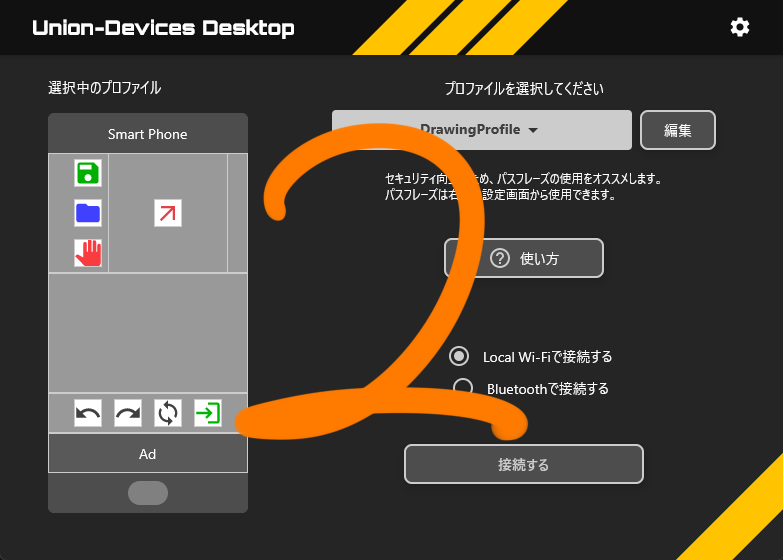 Union-Devices Desktop
選択中のプロファイル
Smart Phone
Ad
プロファイルを選択してください
DrawingProfile
編集
セキュリティ向 ため、パスフレーズの使用をオススメします。
パスフレーズは右 設定画面から使用できます。
使い方
Local Wi-Fiで接続する
Bluetoothで接続する
接続する
2